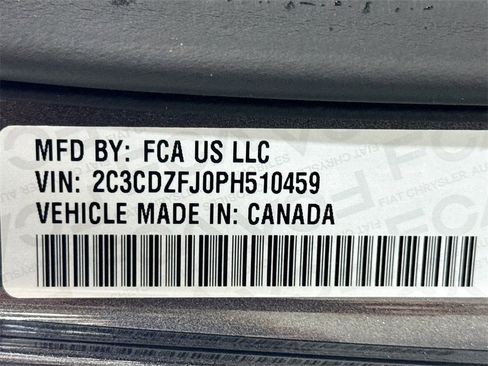 MFD BY: FCA US LLC
VIN: 2C3CDZFJ0PH510459
VEHICLE MADE IN: CANADA